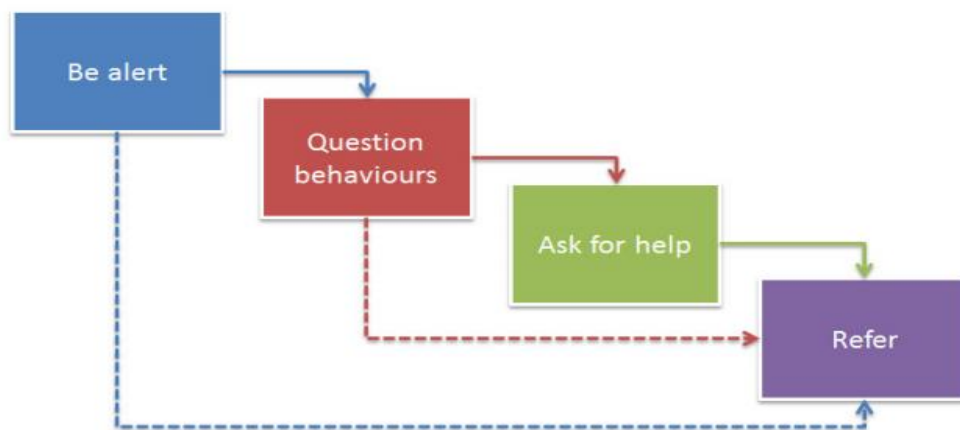 Be alert
Question
behaviours
Ask for help
Refer